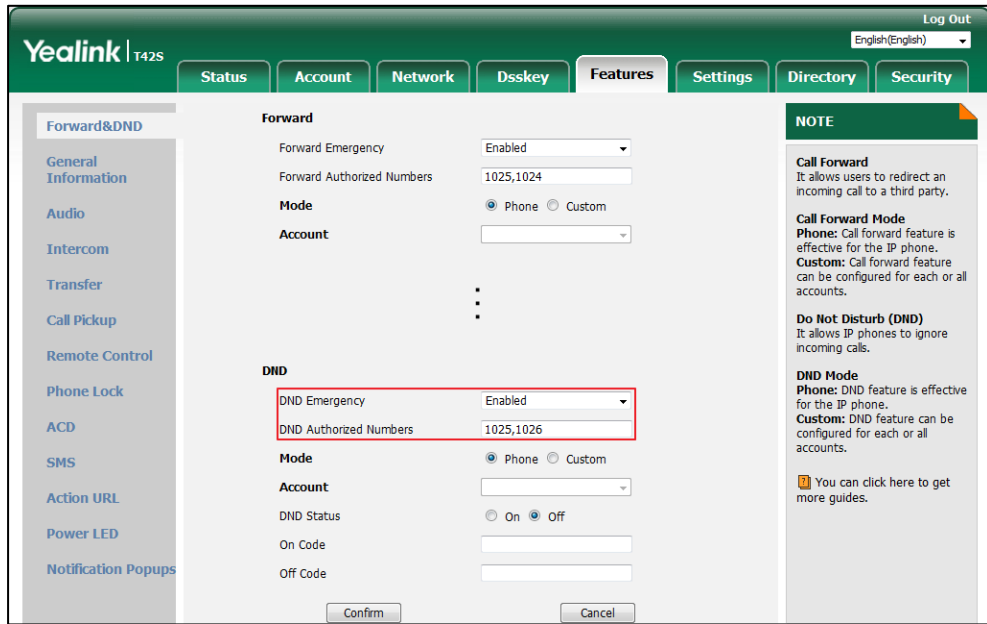 Log Out
English(English)
Yealink | T42S
Status Account Network Dsskey Features Settings Directory Security
Forward&DND
General
Information
Audio
Intercom
Transfer
Call Pickup
Remote Control
Phone Lock
ACD
SMS
Action URL
Power LED
Notification Popups
Forward
Forward Emergency Enabled
Forward Authorized Numbers 1025,1024
Mode Phone Custom
Account
DND
DND Emergency Enabled
DND Authorized Numbers 1025,1026
Mode Phone Custom
Account
DND Status On Off
On Code
Off Code
Confirm Cancel
NOTE
Call Forward
It allows users to redirect an
incoming call to a third party.
Call Forward Mode
Phone: Call forward feature is
effective for the IP phone.
Custom: Call forward feature
can be configured for each or all
accounts.
Do Not Disturb (DND)
It allows IP phones to ignore
incoming calls.
DND Mode
Phone: DND feature is effective
for the IP phone.
Custom: DND feature can be
configured for each or all
accounts.
You can click here to get
more guides.